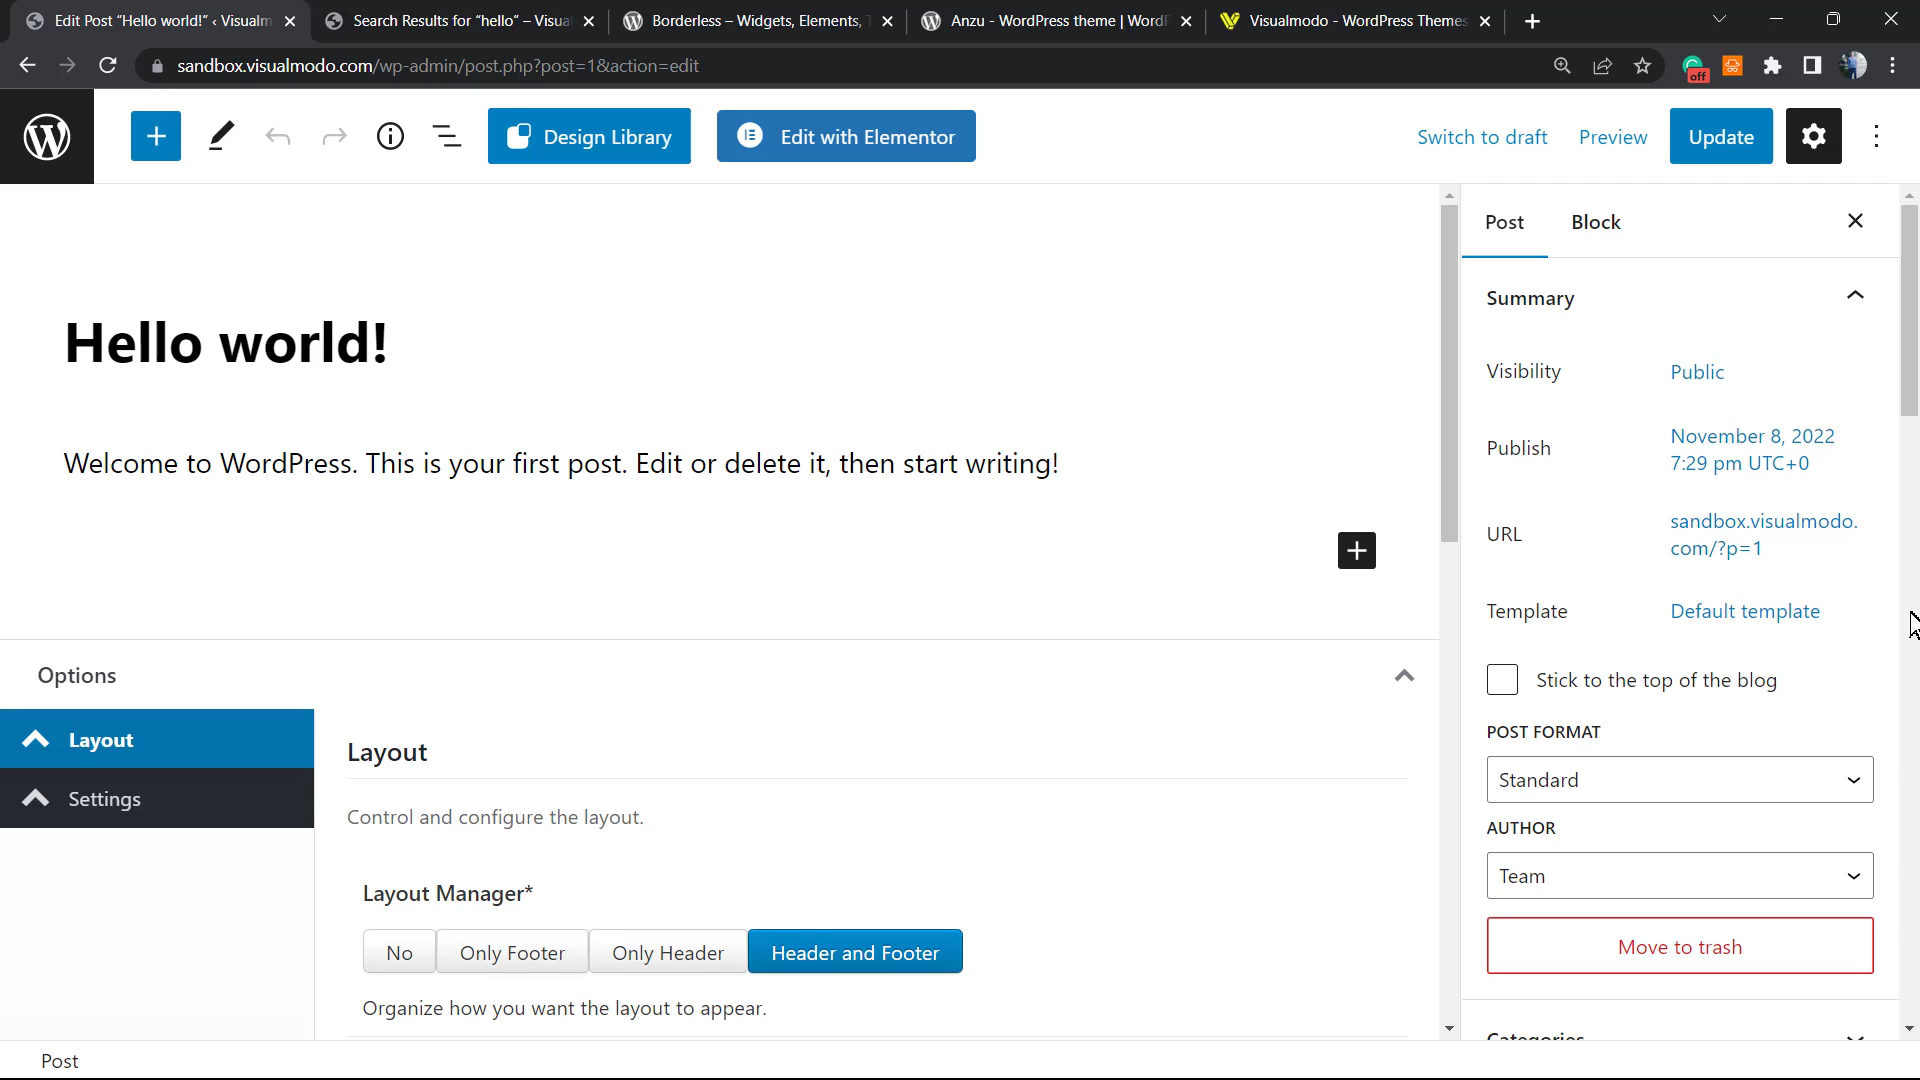 Edit Post “Hello world!” ‹ Visualm
Search Results for “hello” – Visual
Borderless – Widgets, Elements, T
Anzu - WordPress theme | WordP
Visualmodo - WordPress Themes
sandbox.visualmodo.com/wp-admin/post.php?post=1&action=edit
off
Design Library
Edit with Elementor
Switch to draft
Preview
Update
Post
Block
Summary
Hello world!
Visibility
Public
Publish
November 8, 2022
7:29 pm UTC+0
Welcome to WordPress. This is your first post. Edit or delete it, then start writing!
URL
sandbox.visualmodo.
com/?p=1
Template
Default template
Stick to the top of the blog
POST FORMAT
Standard
AUTHOR
Team
Move to trash
Categories
Options
Layout
Settings
Layout
Control and configure the layout.
Layout Manager*
No
Only Footer
Only Header
Header and Footer
Organize how you want the layout to appear.
Post